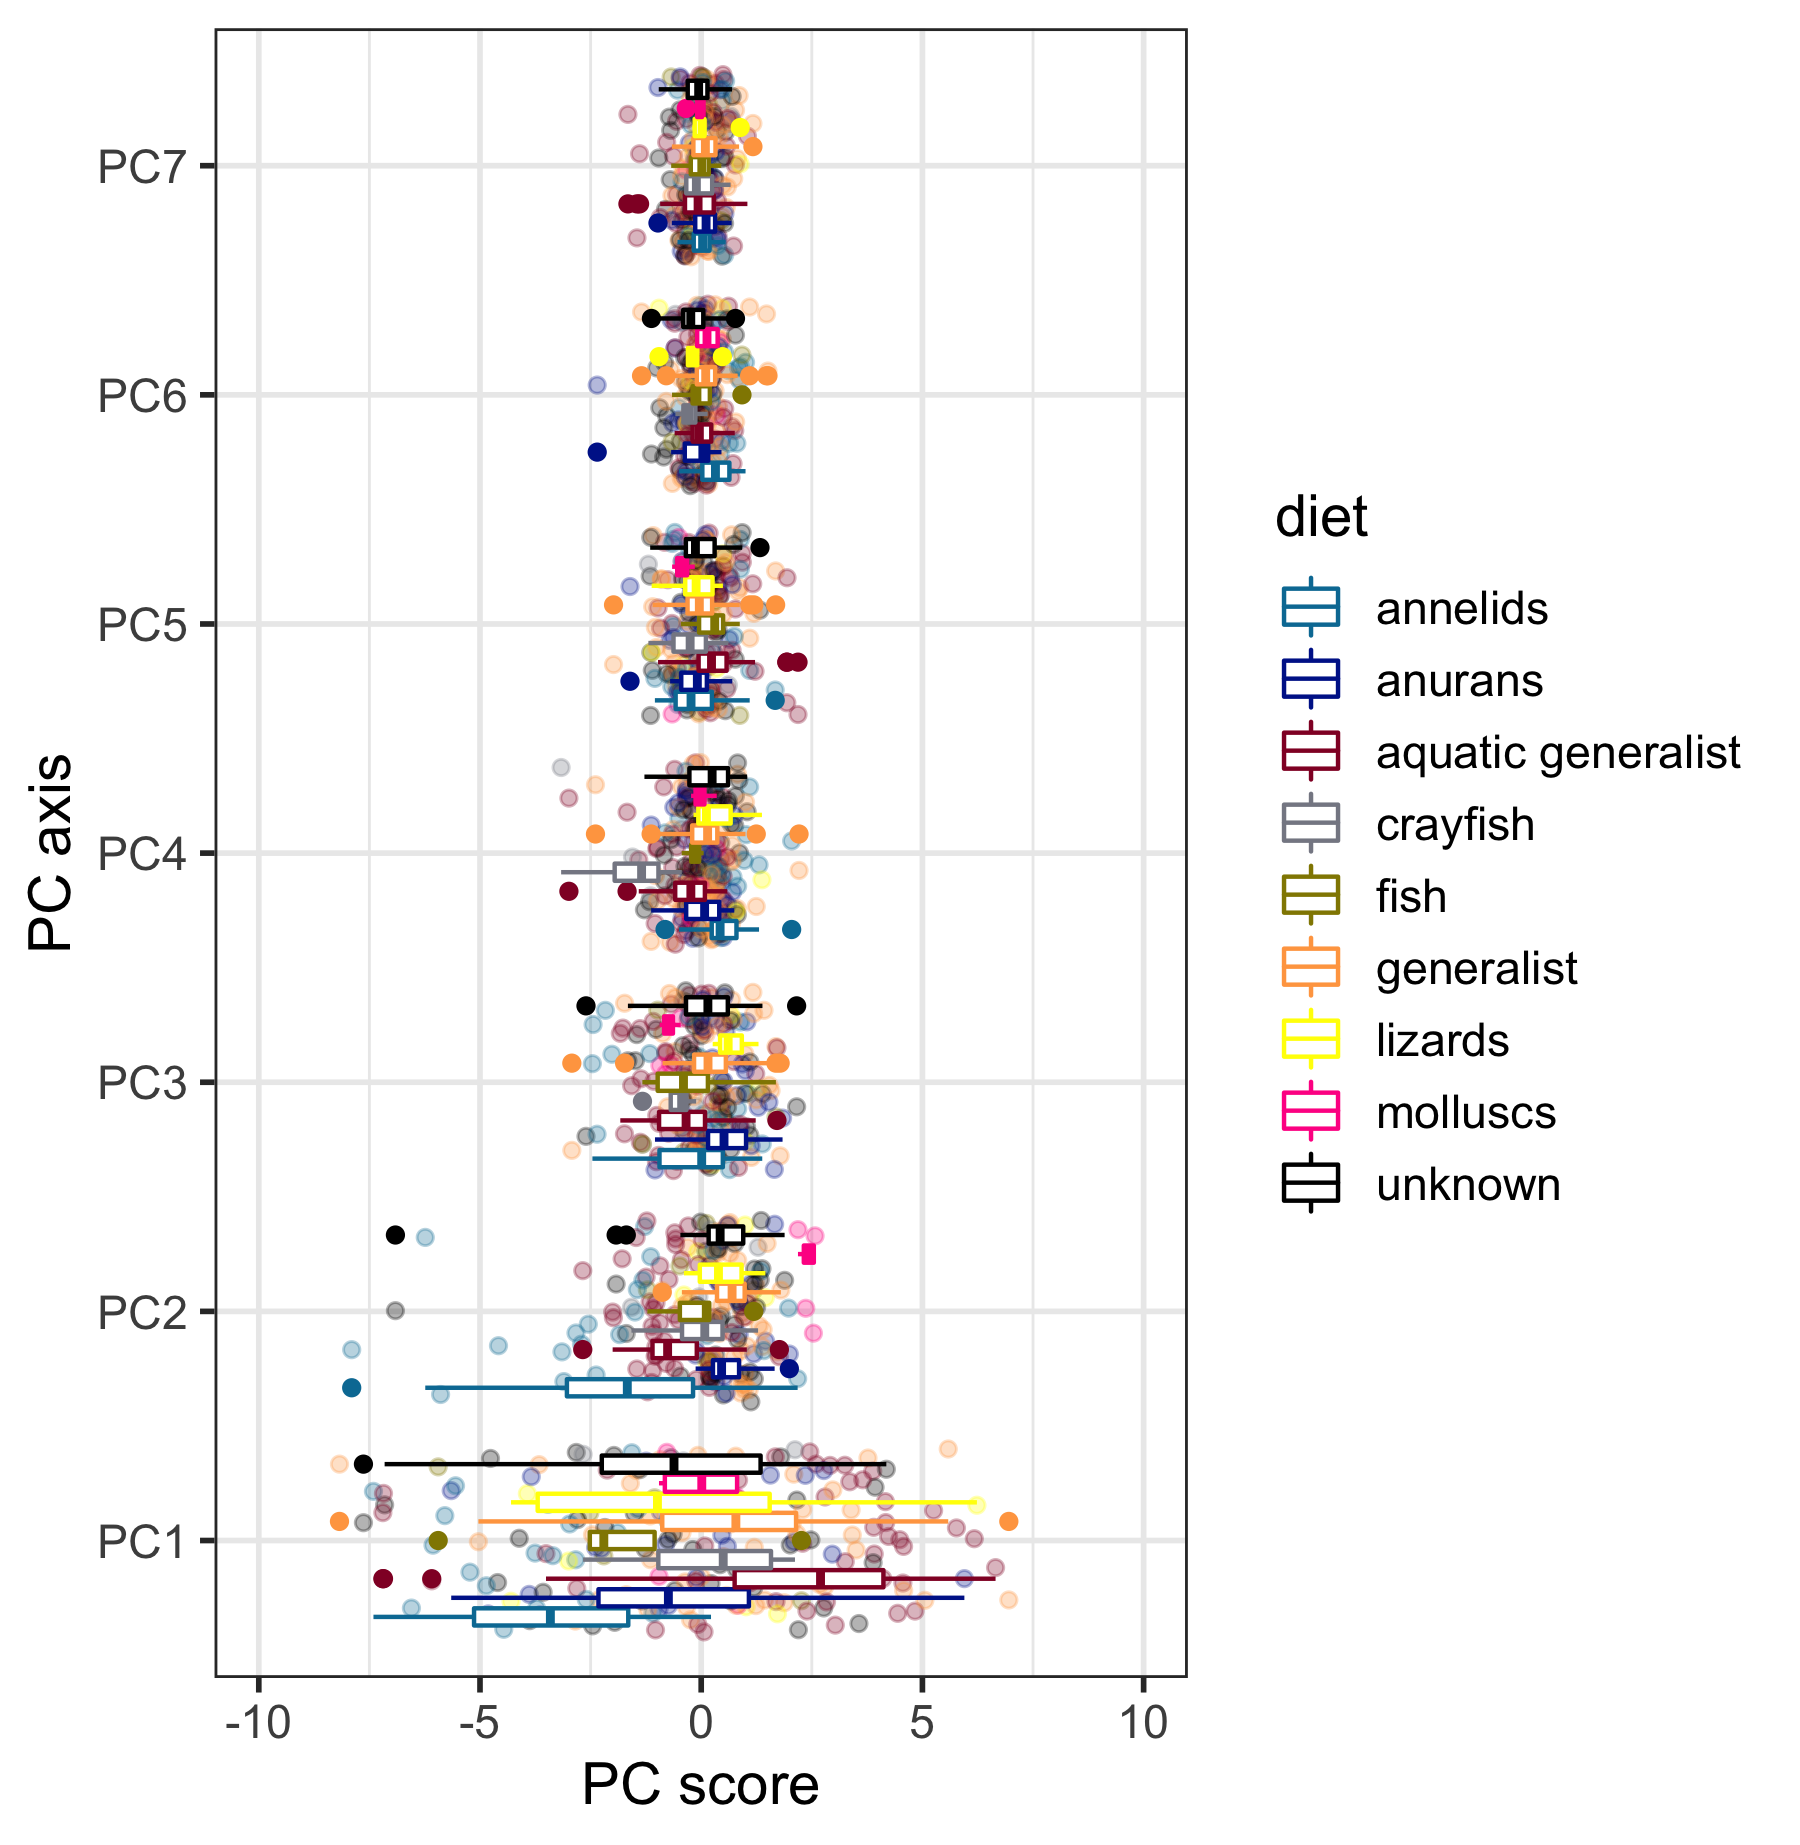 PC7
PC6
PC5
PC4
PC3
PC2
PC1
PC axis
-10
-5
0
5
10
PC score
diet
annelids
anurans
aquatic generalist
crayfish
fish
generalist
lizards
molluscs
unknown